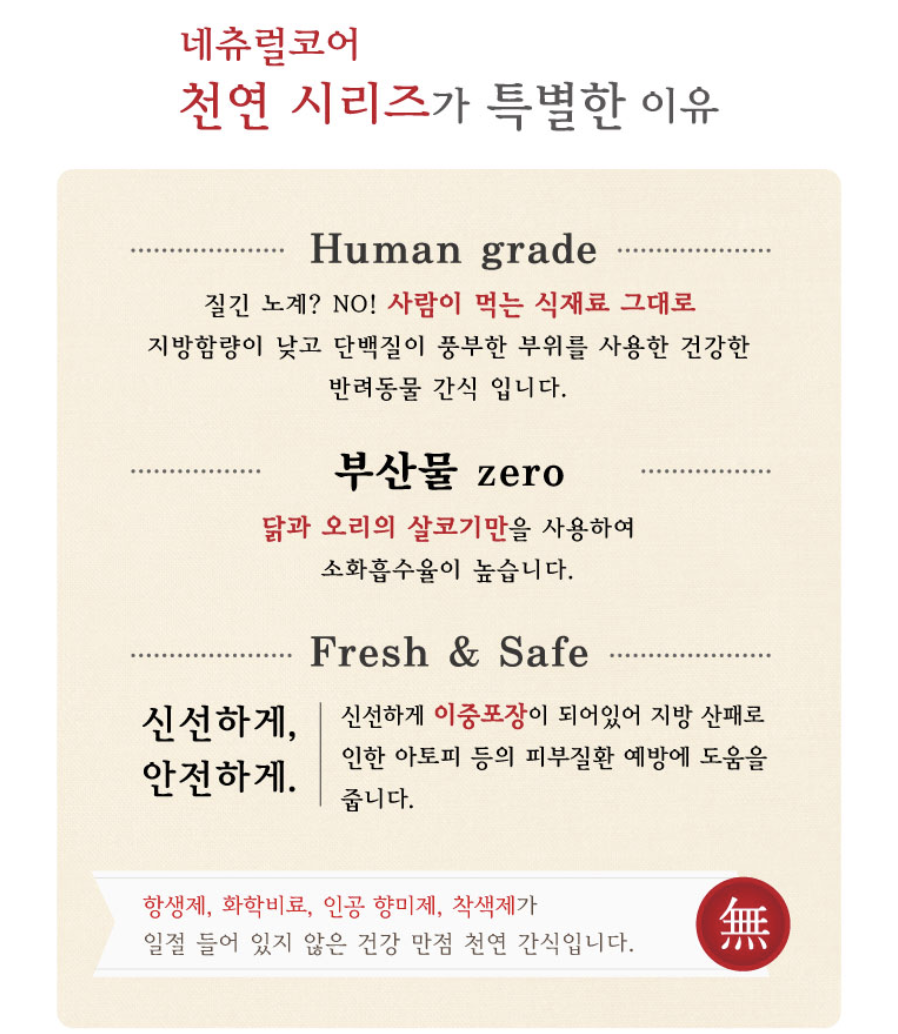 네츄럴코어
천연 시리즈가 특별한 이유
Human grade
질긴 노계? NO! 사람이 먹는 식재료 그대로
지방함량이 낮고 단백질이 풍부한 부위를 사용한 건강한
반려동물 간식 입니다.
부산물 zero
닭과 오리의 살코기만을 사용하여
소화흡수율이 높습니다.
Fresh & Safe
신선하게,
안전하게.
신선하게 이중포장이 되어있어 지방 산패로
인한 아토피 등의 피부질환 예방에 도움을
줍니다.
항생제, 화학비료, 인공 향미제, 착색제가
일절 들어 있지 않은 건강 만점 천연 간식입니다.
無